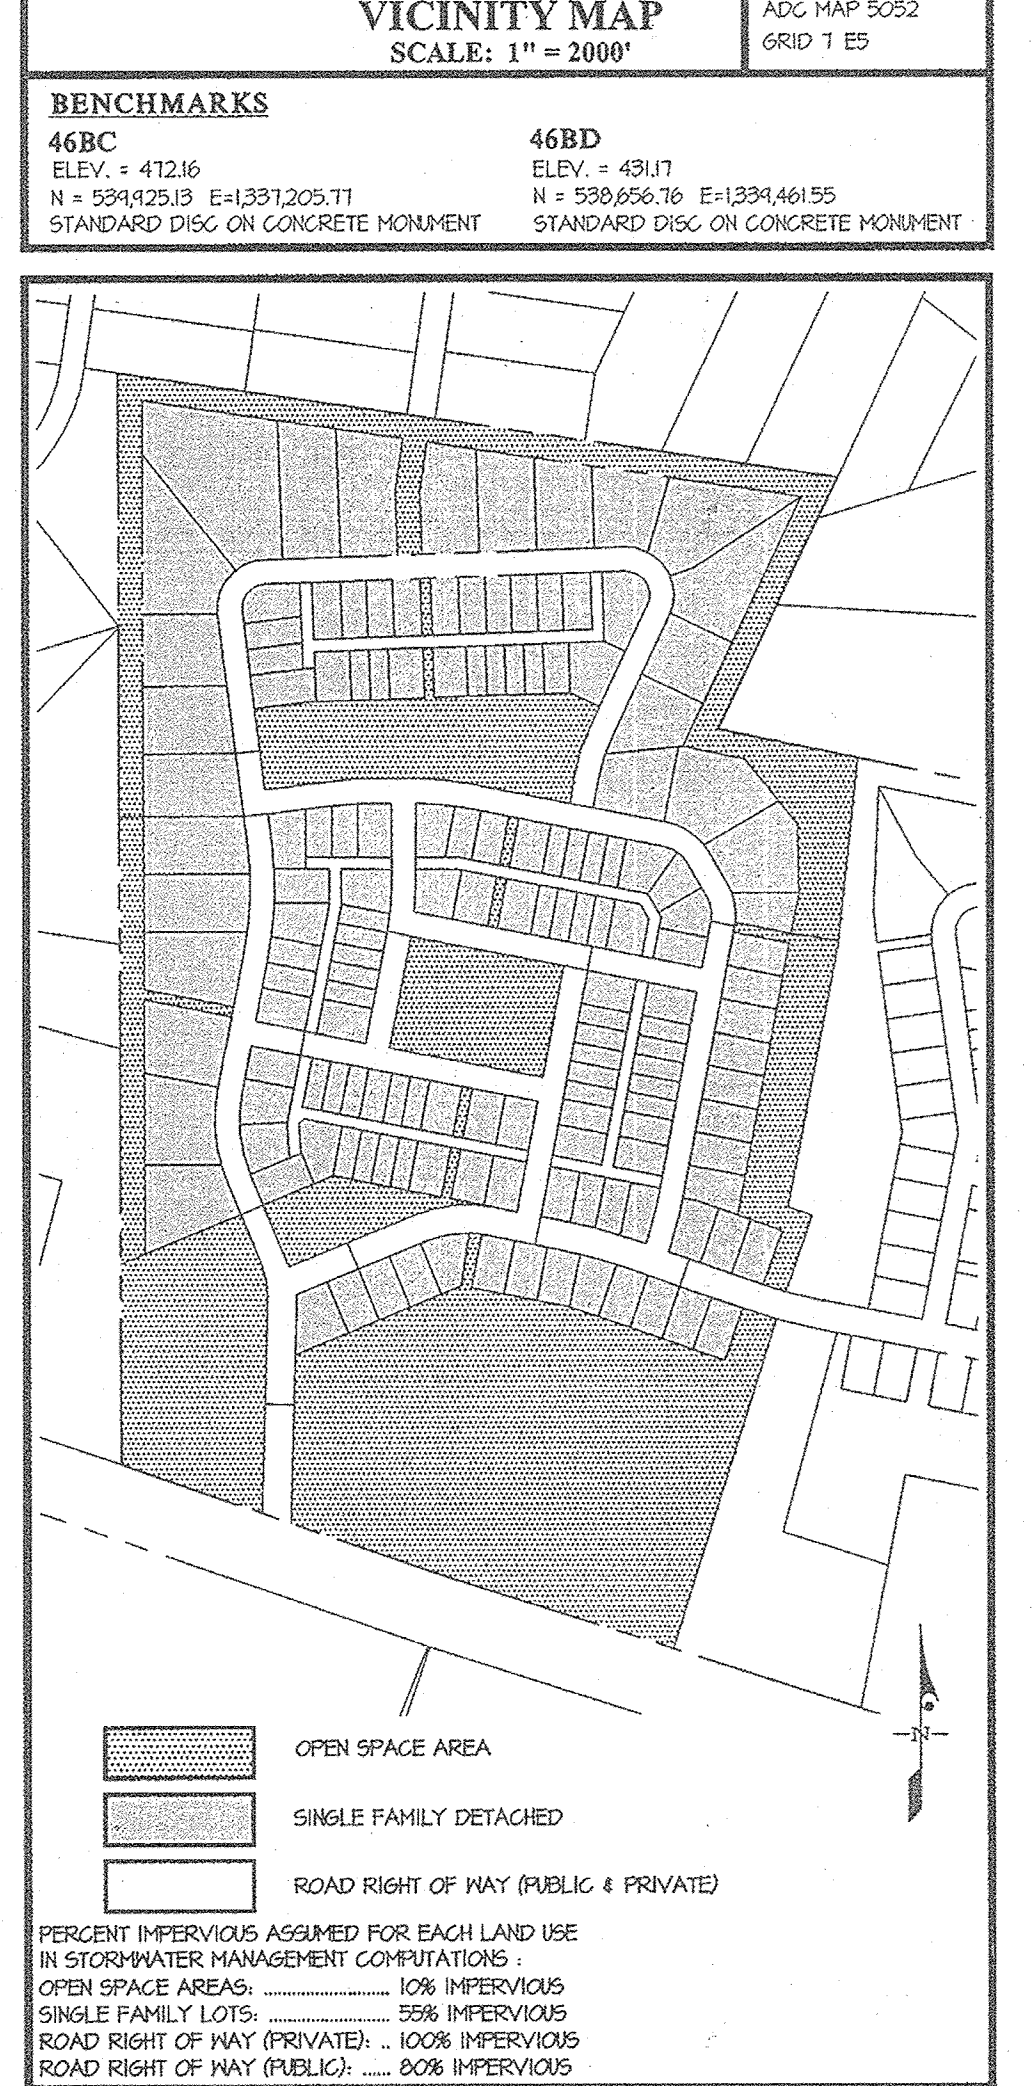 VICINITY MAP
SCALE: 1" = 2000'
ADC MAP 5052
GRID 7 E5
BENCHMARKS
46BC
ELEV. = 472.16
N = 539,925.13 E=1,337,205.77
STANDARD DISC ON CONCRETE MONUMENT
46BD
ELEV. = 431.17
N = 538,656.76 E=1,339,461.55
STANDARD DISC ON CONCRETE MONUMENT
N
OPEN SPACE AREA
SINGLE FAMILY DETACHED
ROAD RIGHT OF WAY (PUBLIC & PRIVATE)
PERCENT IMPERVIOUS ASSUMED FOR EACH LAND USE
IN STORMWATER MANAGEMENT COMPUTATIONS :
OPEN SPACE AREAS: ........................... 10% IMPERVIOUS
SINGLE FAMILY LOTS: .......................... 55% IMPERVIOUS
ROAD RIGHT OF WAY (PRIVATE): .. 100% IMPERVIOUS
ROAD RIGHT OF WAY (PUBLIC): ...... 80% IMPERVIOUS